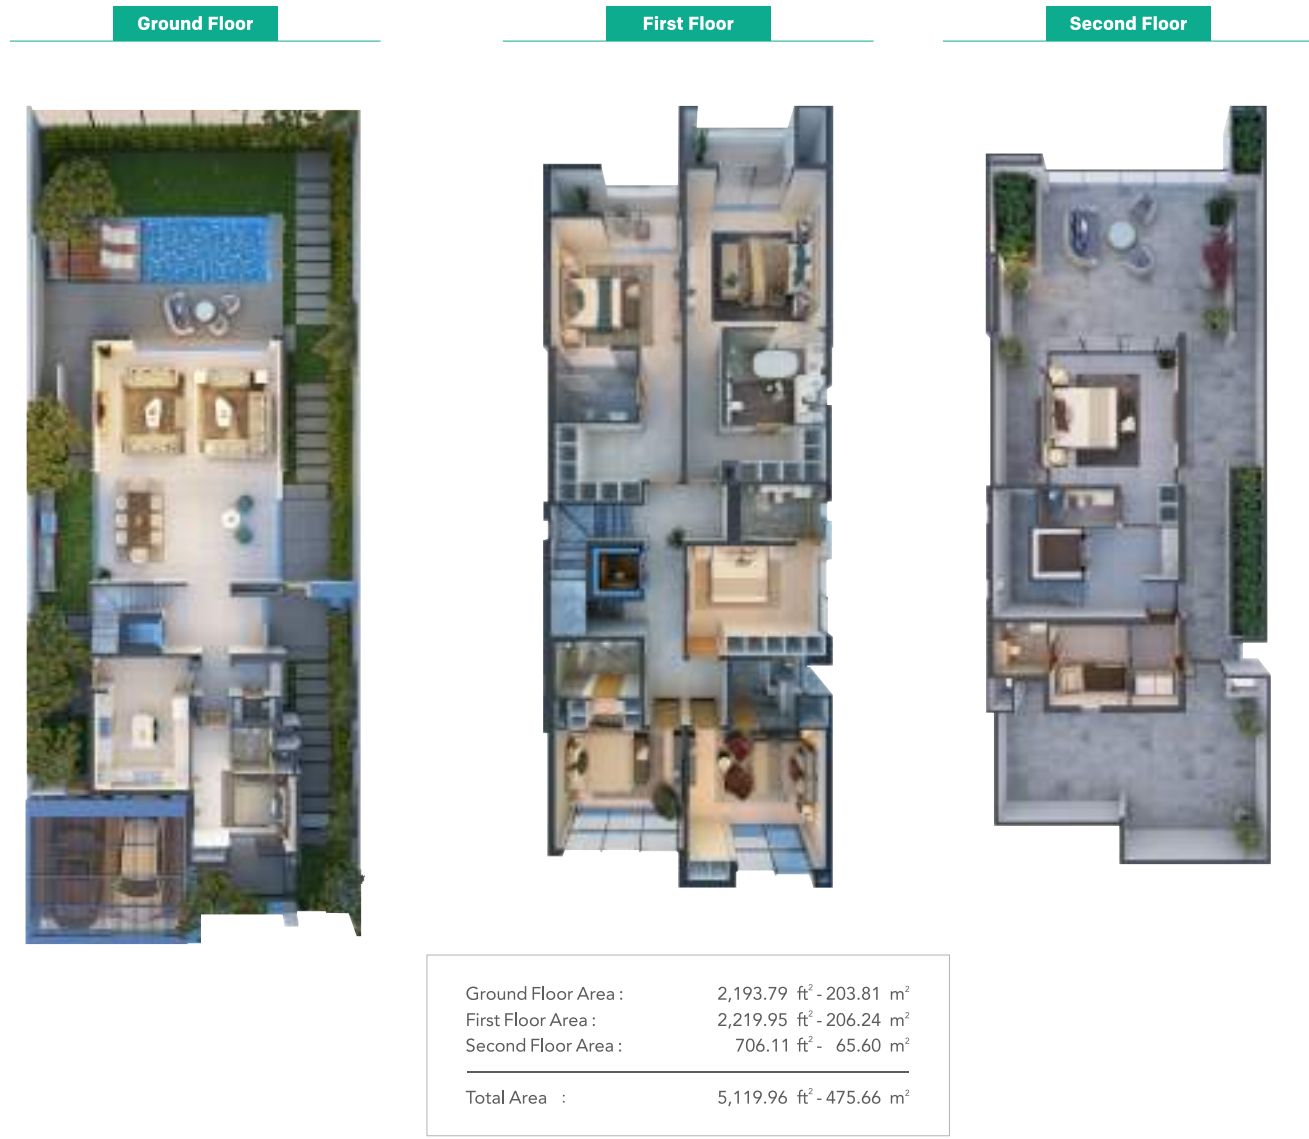 Ground Floor
First Floor
Second Floor
Ground Floor Area : 2,193.79 ft² - 203.81 m²
First Floor Area : 2,219.95 ft² - 206.24 m²
Second Floor Area : 706.11 ft² - 65.60 m²
Total Area : 5,119.96 ft² - 475.66 m²